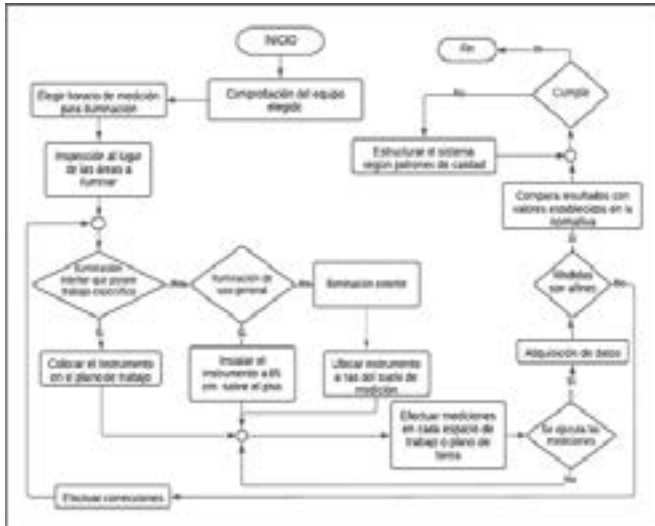 INICIO
Comprobación del equipo
elegido
Elegir horario de medición
para iluminación
Inspección al lugar
de las áreas a
iluminar
Iluminación
interior que posee
trabajo específico
No
Si
Iluminación de
uso general
No
Si
Iluminación exterior
Colocar el instrumento
en el plano de trabajo
Instalar el
instrumento a 85
cm sobre el piso
Ubicar instrumento
a ras del suelo de
medición
Efectuar mediciones
en cada espacio de
trabajo o plano de
tarea
Se ejecuta las
mediciones
No
Si
Adquisición de datos
Medidas
son afines
No
Si
Efectuar correcciones
Compara resultados con
valores establecidos en la
normativa
Cumple
No
Si
Estructurar el sistema
según patrones de calidad
Fin